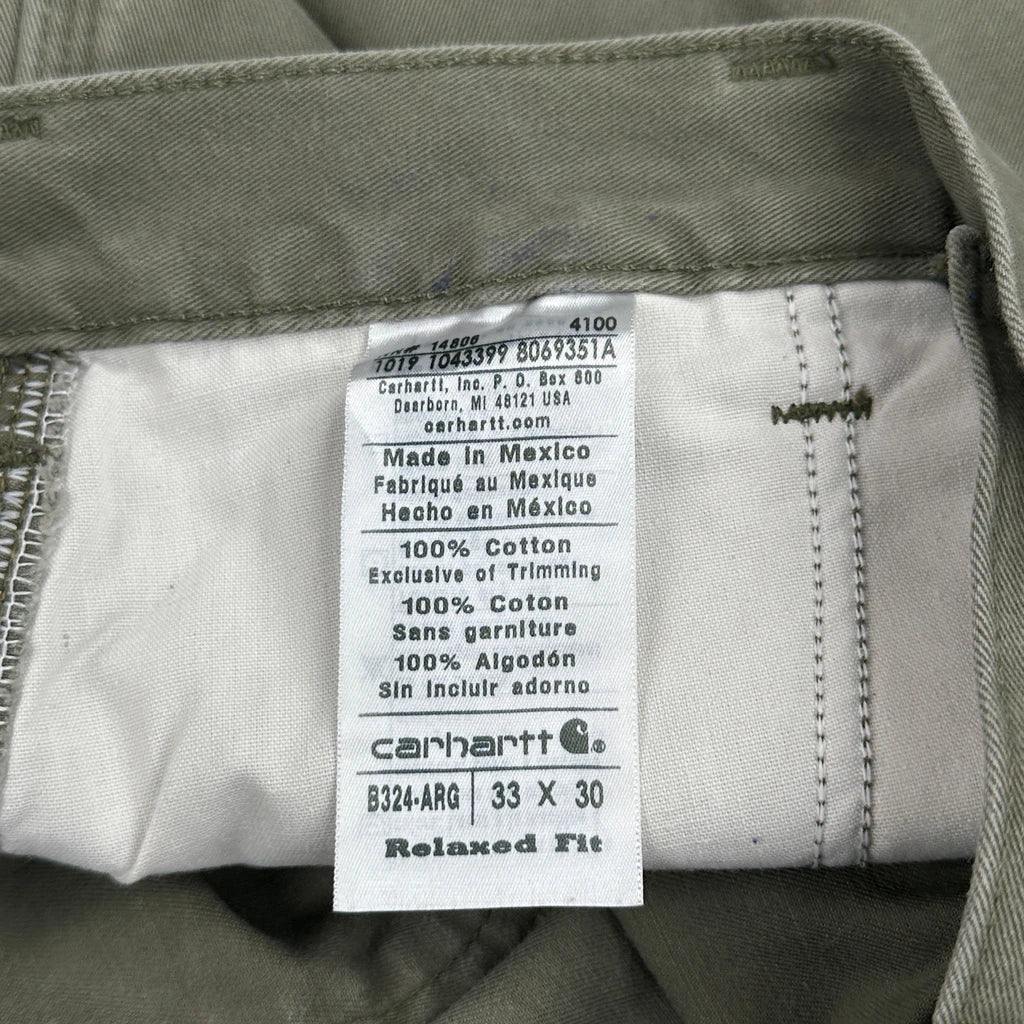 4100
14806
1019 1043399 8069351A
Carhartt, Inc. P. O. Box 600
Dearborn, MI 48121 USA
carhartt.com
Made in Mexico
Fabriqué au Mexique
Hecho en México
100% Cotton
Exclusive of Trimming
100% Coton
Sans garniture
100% Algodón
Sin incluir adorno
carhartt®
B324-ARG 33 X 30
Relaxed Fit